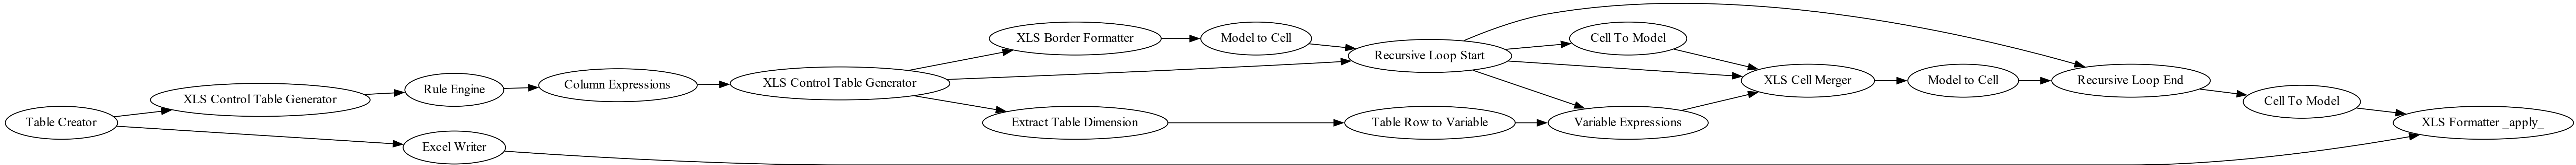 Table Creator
XLS Control Table Generator
Rule Engine
Column Expressions
XLS Control Table Generator
XLS Border Formatter
Model to Cell
Recursive Loop Start
Cell To Model
XLS Cell Merger
Model to Cell
Recursive Loop End
Cell To Model
XLS Formatter _apply_
Extract Table Dimension
Table Row to Variable
Variable Expressions
Excel Writer